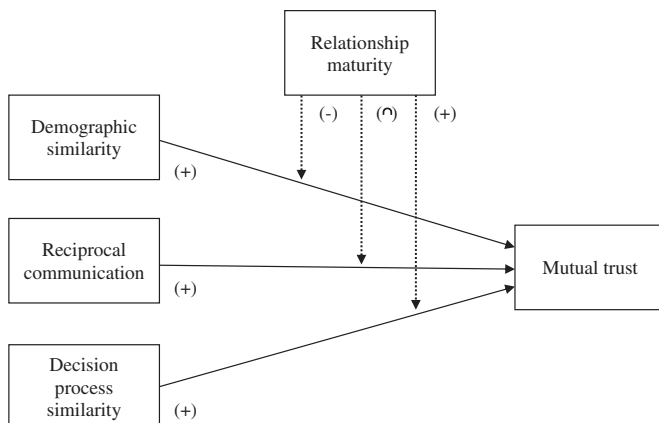 Relationship
maturity
(-)
(∩)
(+)
Demographic
similarity
(+)
Reciprocal
communication
(+)
Mutual trust
Decision
process
similarity
(+)